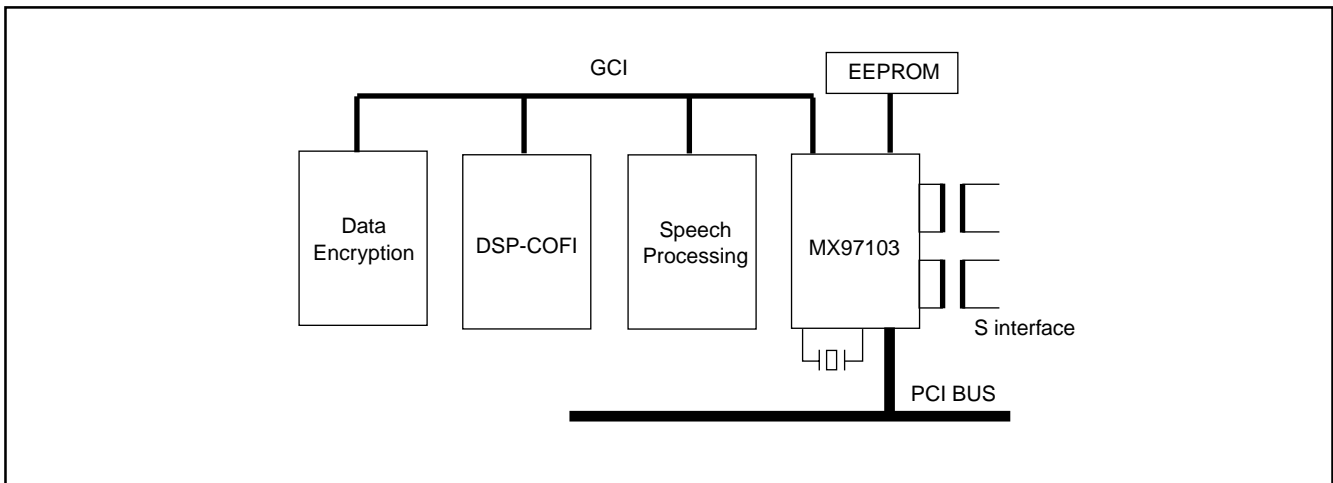 GCI
EEPROM
Data
Encryption
DSP-COFI
Speech
Processing
MX97103
S interface
PCI BUS